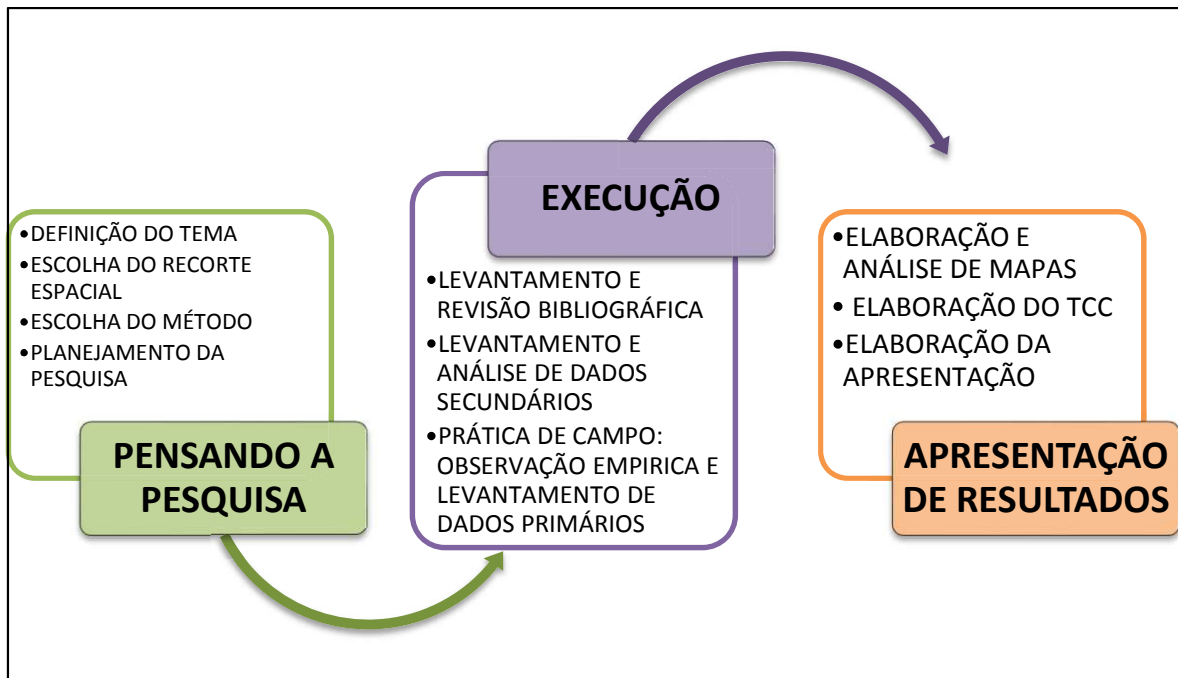 •DEFINIÇÃO DO TEMA
•ESCOLHA DO RECORTE
ESPACIAL
•ESCOLHA DO MÉTODO
•PLANEJAMENTO DA
PESQUISA
PENSANDO A
PESQUISA
EXECUÇÃO
•LEVANTAMENTO E
REVISÃO BIBLIOGRÁFICA
•LEVANTAMENTO E
ANÁLISE DE DADOS
SECUNDÁRIOS
•PRÁTICA DE CAMPO:
OBSERVAÇÃO EMPIRICA E
LEVANTAMENTO DE
DADOS PRIMÁRIOS
•ELABORAÇÃO E
ANÁLISE DE MAPAS
• ELABORAÇÃO DO TCC
•ELABORAÇÃO DA
APRESENTAÇÃO
APRESENTAÇÃO
DE RESULTADOS